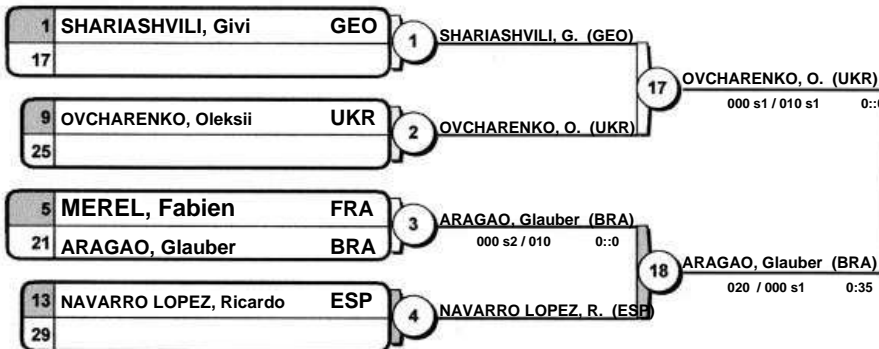 1 SHARIASHVILI, Givi GEO
17
1
SHARIASHVILI, G. (GEO)
9 OVCHARENKO, Oleksii UKR
25
2
OVCHARENKO, O. (UKR)
17
OVCHARENKO, O. (UKR)
000 s1 / 010 s1
5 MEREL, Fabien FRA
21 ARAGAO, Glauber BRA
3
ARAGAO, Glauber (BRA)
000 s2 / 010 0::0
13 NAVARRO LOPEZ, Ricardo ESP
29
4
NAVARRO LOPEZ, R. (ESP)
18
ARAGAO, Glauber (BRA)
020 / 000 s1 0:35